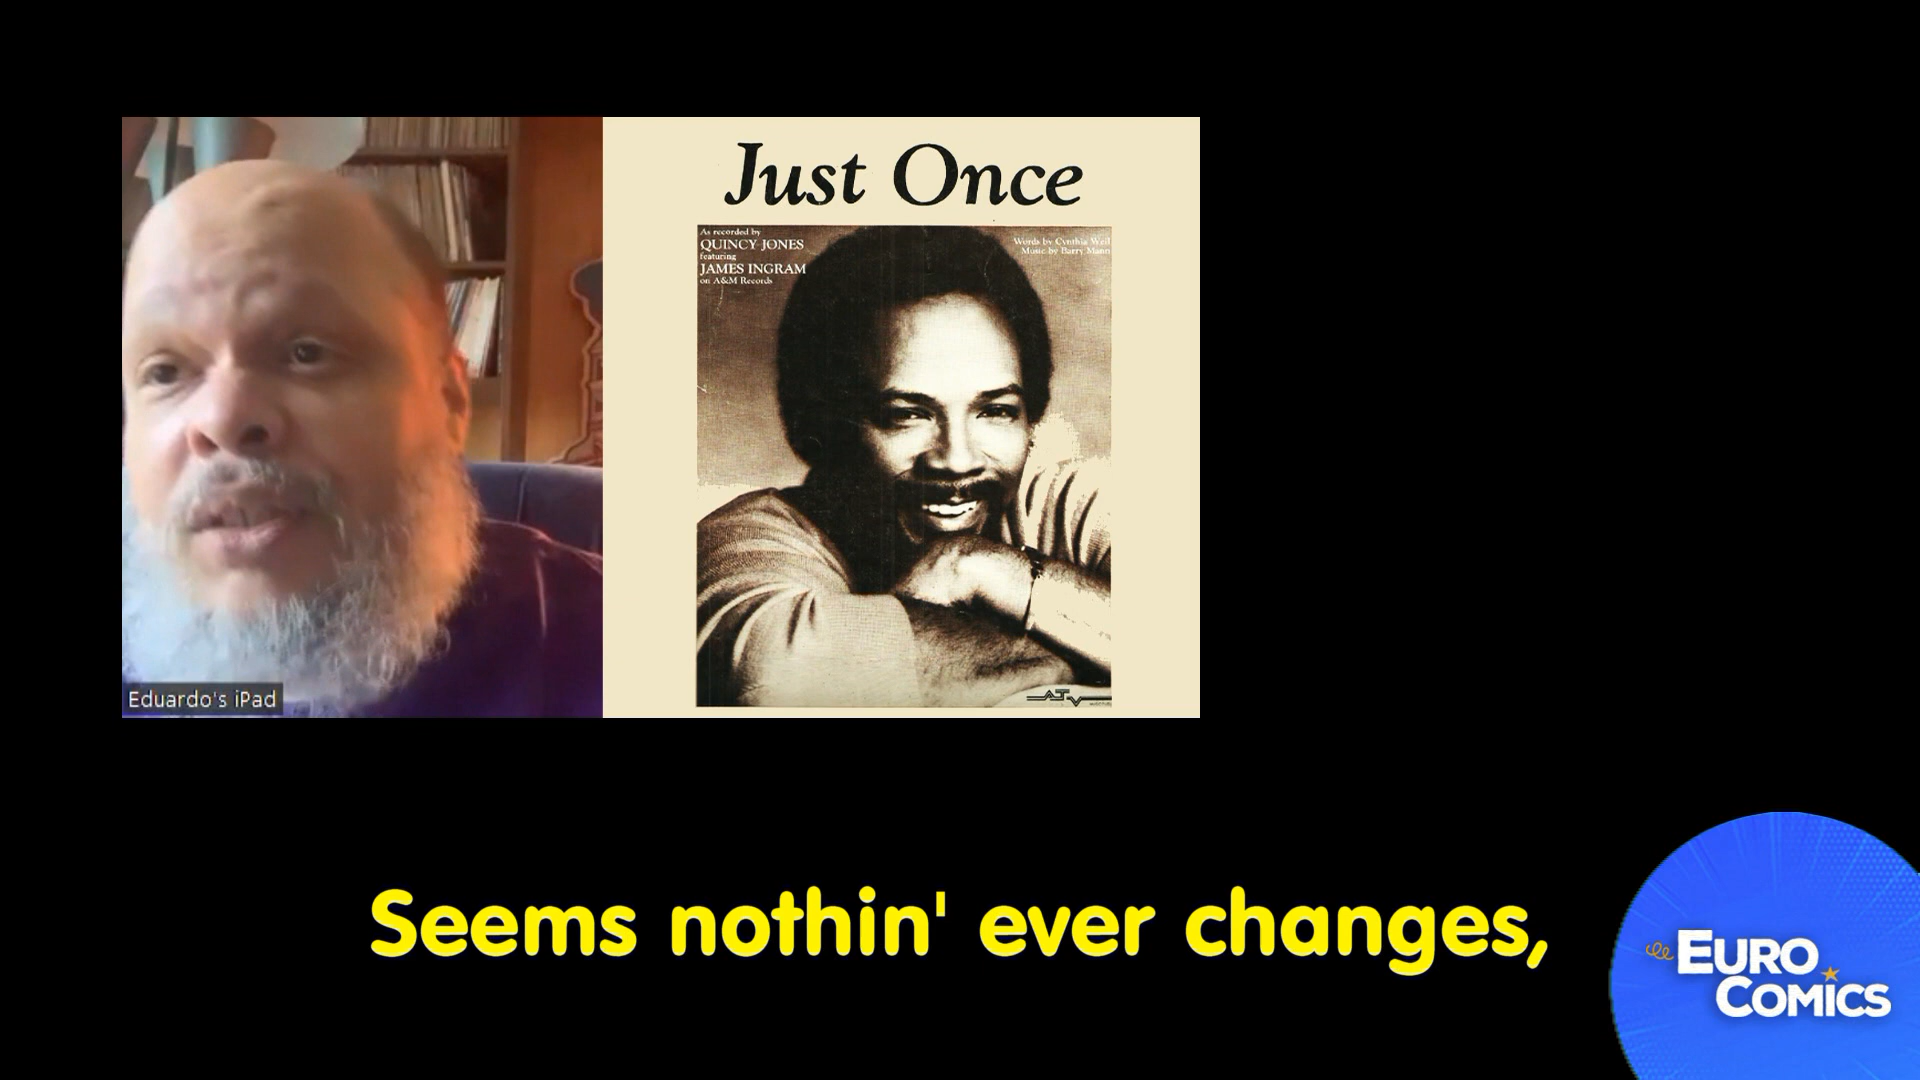 Just Once
As recorded by
QUINCY JONES
featuring
JAMES INGRAM
on A&M Records
Words by Cynthia Weil
Music by Barry Mann
Eduardo's iPad
ATV
Seems nothin' ever changes,
EURO
COMICS